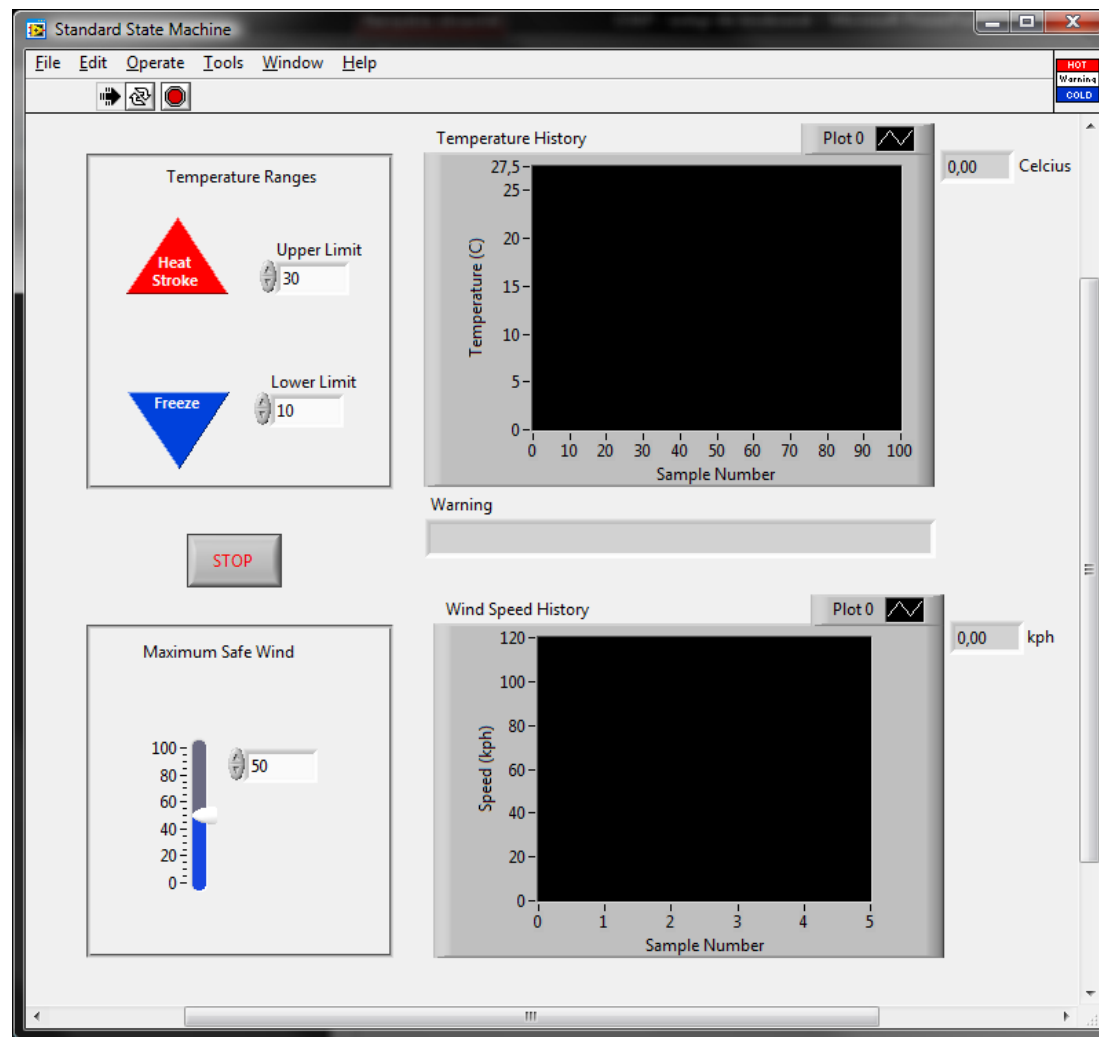 Standard State Machine
File Edit Operate Tools Window Help
HOT
Warning
COLD
Temperature Ranges
Heat
Stroke
Upper Limit
30
Freeze
Lower Limit
10
STOP
Maximum Safe Wind
100
80
60
40
20
0
50
Temperature History
Plot 0
0,00 Celcius
Temperature (C)
27,5
25
20
15
10
5
0
0 10 20 30 40 50 60 70 80 90 100
Sample Number
Warning
Wind Speed History
Plot 0
0,00 kph
Speed (kph)
120
100
80
60
40
20
0
0 1 2 3 4 5
Sample Number